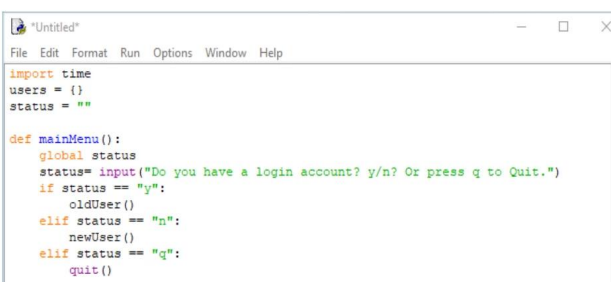 *Untitled*
File Edit Format Run Options Window Help
import time
users = {}
status = ""
def mainMenu():
    global status
    status= input("Do you have a login account? y/n? Or press q to Quit.")
    if status == "y":
        oldUser()
    elif status == "n":
        newUser()
    elif status == "q":
        quit()